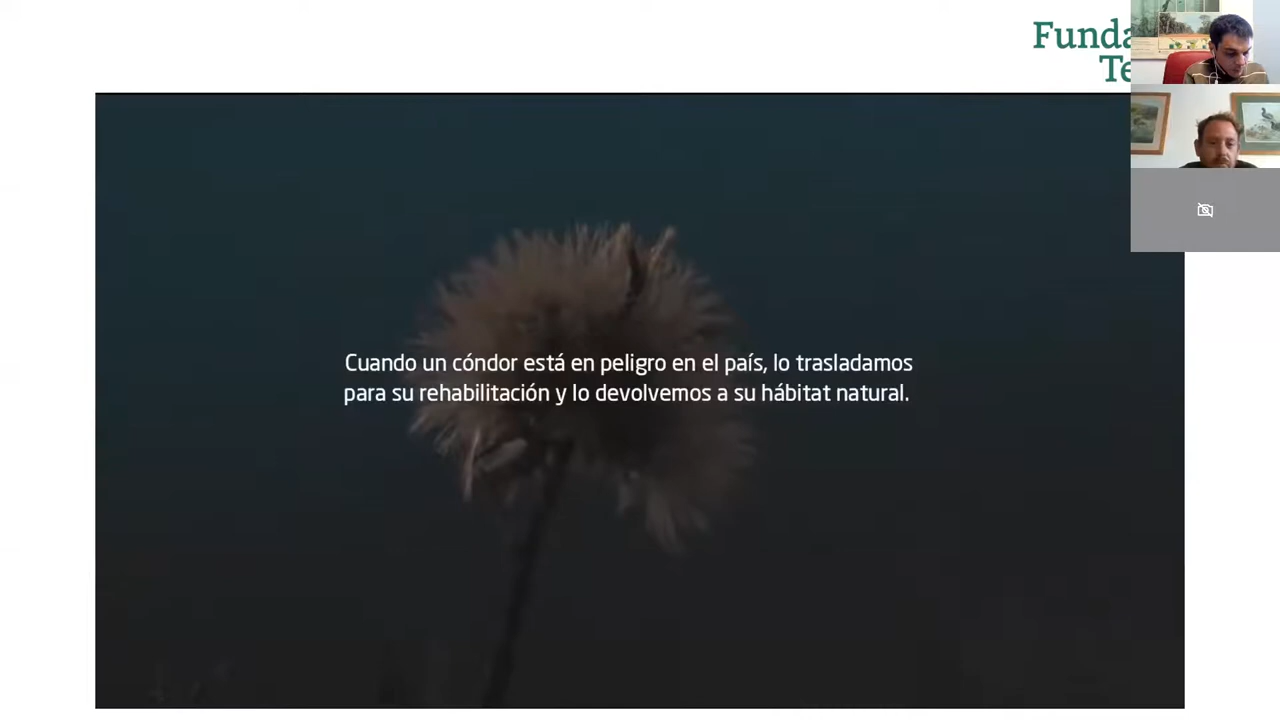 Funda
Te
Cuando un cóndor está en peligro en el país, lo trasladamos
para su rehabilitación y lo devolvemos a su hábitat natural.